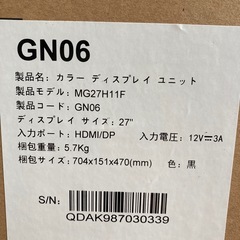 GN06
製品名: カラー ディスプレイ ユニット
製品モデル: MG27H11F
製品コード: GN06
ディスプレイ サイズ: 27"
入力ポート: HDMI/DP 入力電圧: 12V⎓3A
梱包重量: 5.7Kg
梱包サイズ: 704x151x470(mm) 色: 黒
S/N:
QDAK987030339